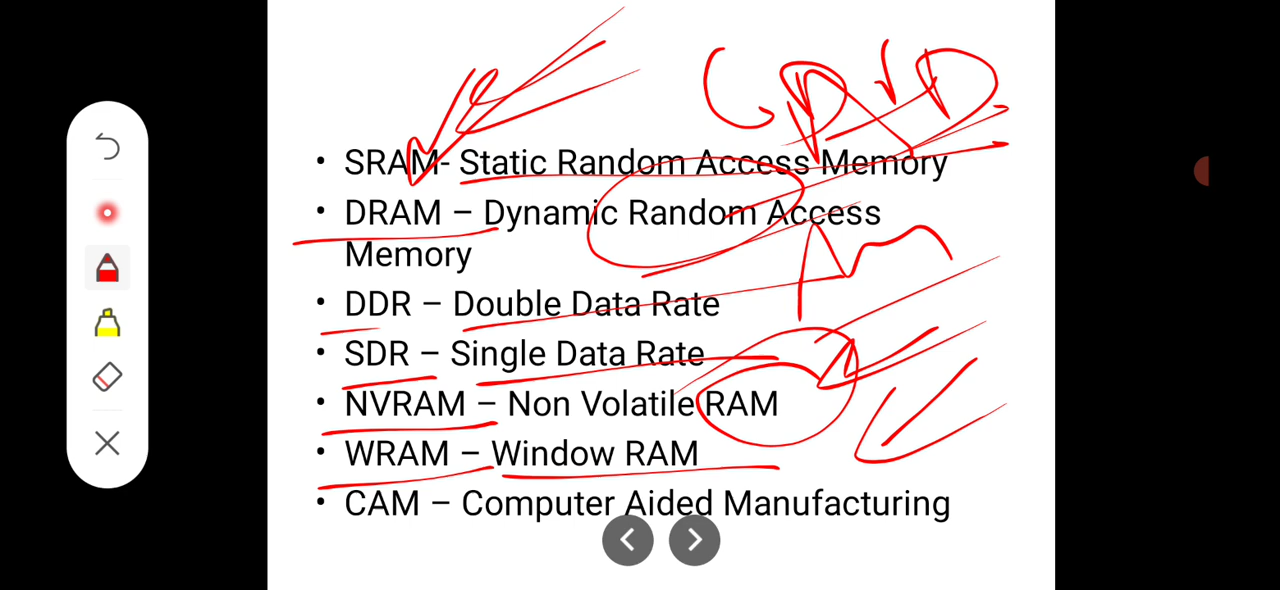 • SRAM- Static Random Access Memory
• DRAM – Dynamic Random Access
Memory
• DDR – Double Data Rate
• SDR – Single Data Rate
• NVRAM – Non Volatile RAM
• WRAM – Window RAM
• CAM – Computer Aided Manufacturing